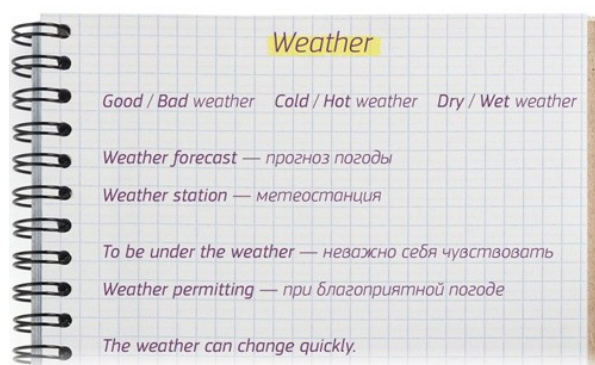 Weather
Good / Bad weather Cold / Hot weather Dry / Wet weather
Weather forecast — прогноз погоды
Weather station — метеостанция
To be under the weather — неважно себя чувствовать
Weather permitting — при благоприятной погоде
The weather can change quickly.